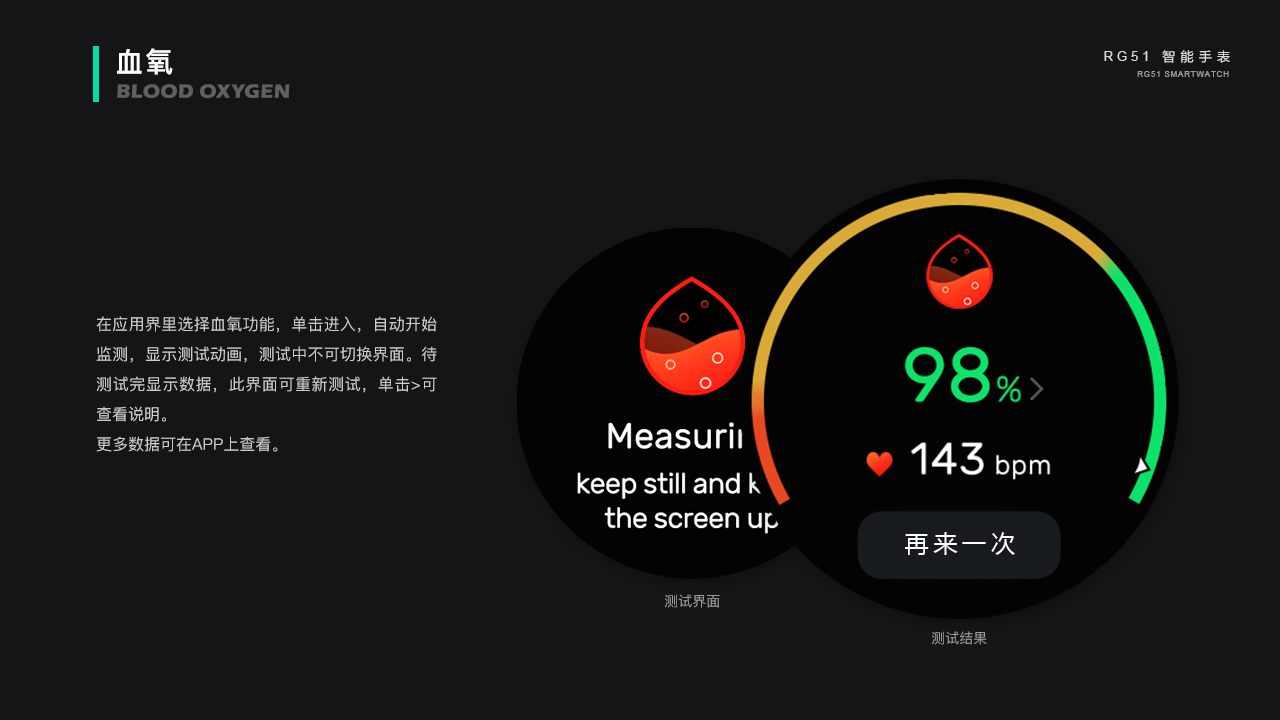 血氧
BLOOD OXYGEN
RG51 智能手表
RG51 SMARTWATCH
在应用界里选择血氧功能，单击进入，自动开始
监测，显示测试动画，测试中不可切换界面。待
测试完显示数据，此界面可重新测试，单击>可
查看说明。
更多数据可在APP上查看。
keep still and
the screen up
测试界面
98%
143 bpm
再来一次
测试结果